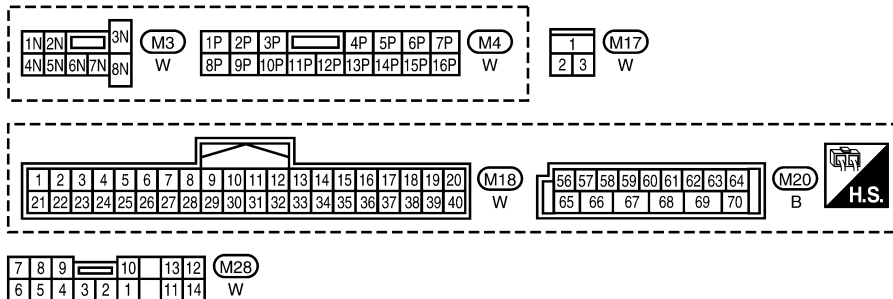 1N 2N 3N M3
4N 5N 6N 7N 8N W
1P 2P 3P 4P 5P 6P 7P M4
8P 9P 10P 11P 12P 13P 14P 15P 16P W
1 M17
2 3 W
1 2 3 4 5 6 7 8 9 10 11 12 13 14 15 16 17 18 19 20 M18
21 22 23 24 25 26 27 28 29 30 31 32 33 34 35 36 37 38 39 40 W
56 57 58 59 60 61 62 63 64 M20
65 66 67 68 69 70 B
H.S.
7 8 9 10 13 12 M28
6 5 4 3 2 1 11 14 W